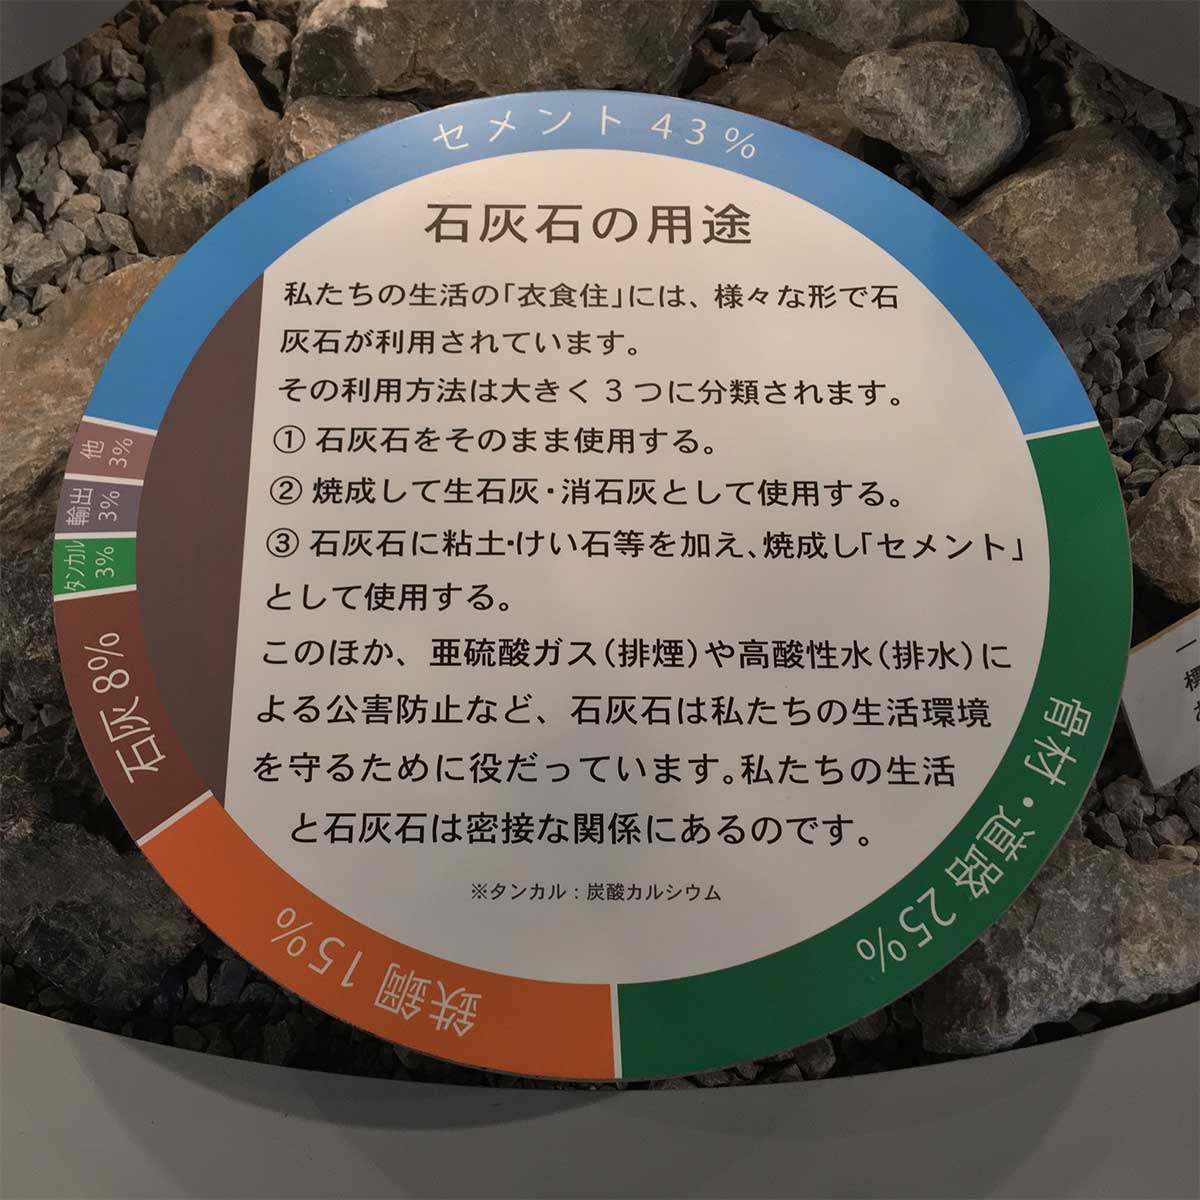 セメント 43%
石灰石の用途
私たちの生活の「衣食住」には、様々な形で石
灰石が利用されています。
その利用方法は大きく 3 つに分類されます。
① 石灰石をそのまま使用する。
② 焼成して生石灰・消石灰として使用する。
③ 石灰石に粘土・けい石等を加え、焼成し「セメント」
として使用する。
このほか、亜硫酸ガス(排煙)や高酸性水(排水)に
よる公害防止など、石灰石は私たちの生活環境
を守るために役だっています。私たちの生活
と石灰石は密接な関係にあるのです。
※タンカル : 炭酸カルシウム
骨材・道路 25%
鉄鋼 15%
石灰 8%
タンカル
3%
輸出
3%
他
3%